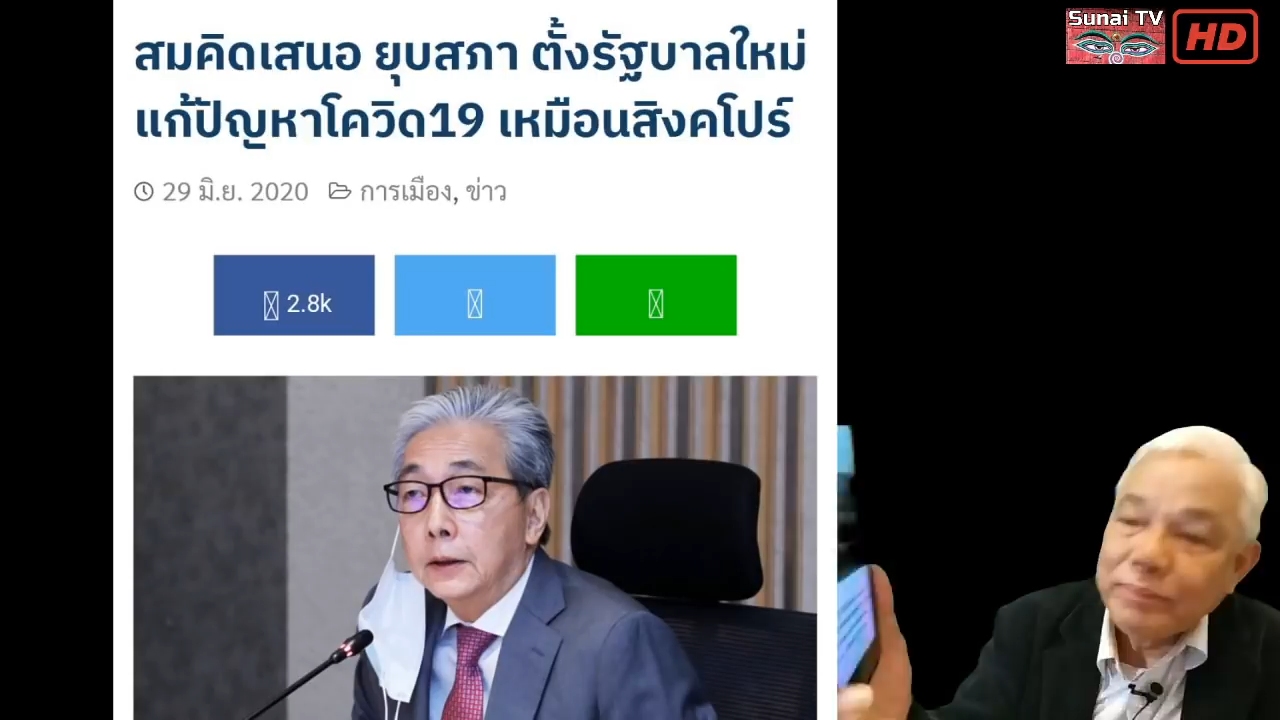 สมคิดเสนอ ยุบสภา ตั้งรัฐบาลใหม่
แก้ปัญหาโควิด19 เหมือนสิงคโปร์
29 มิ.ย. 2020 การเมือง, ข่าว
2.8k
Sunai TV
HD